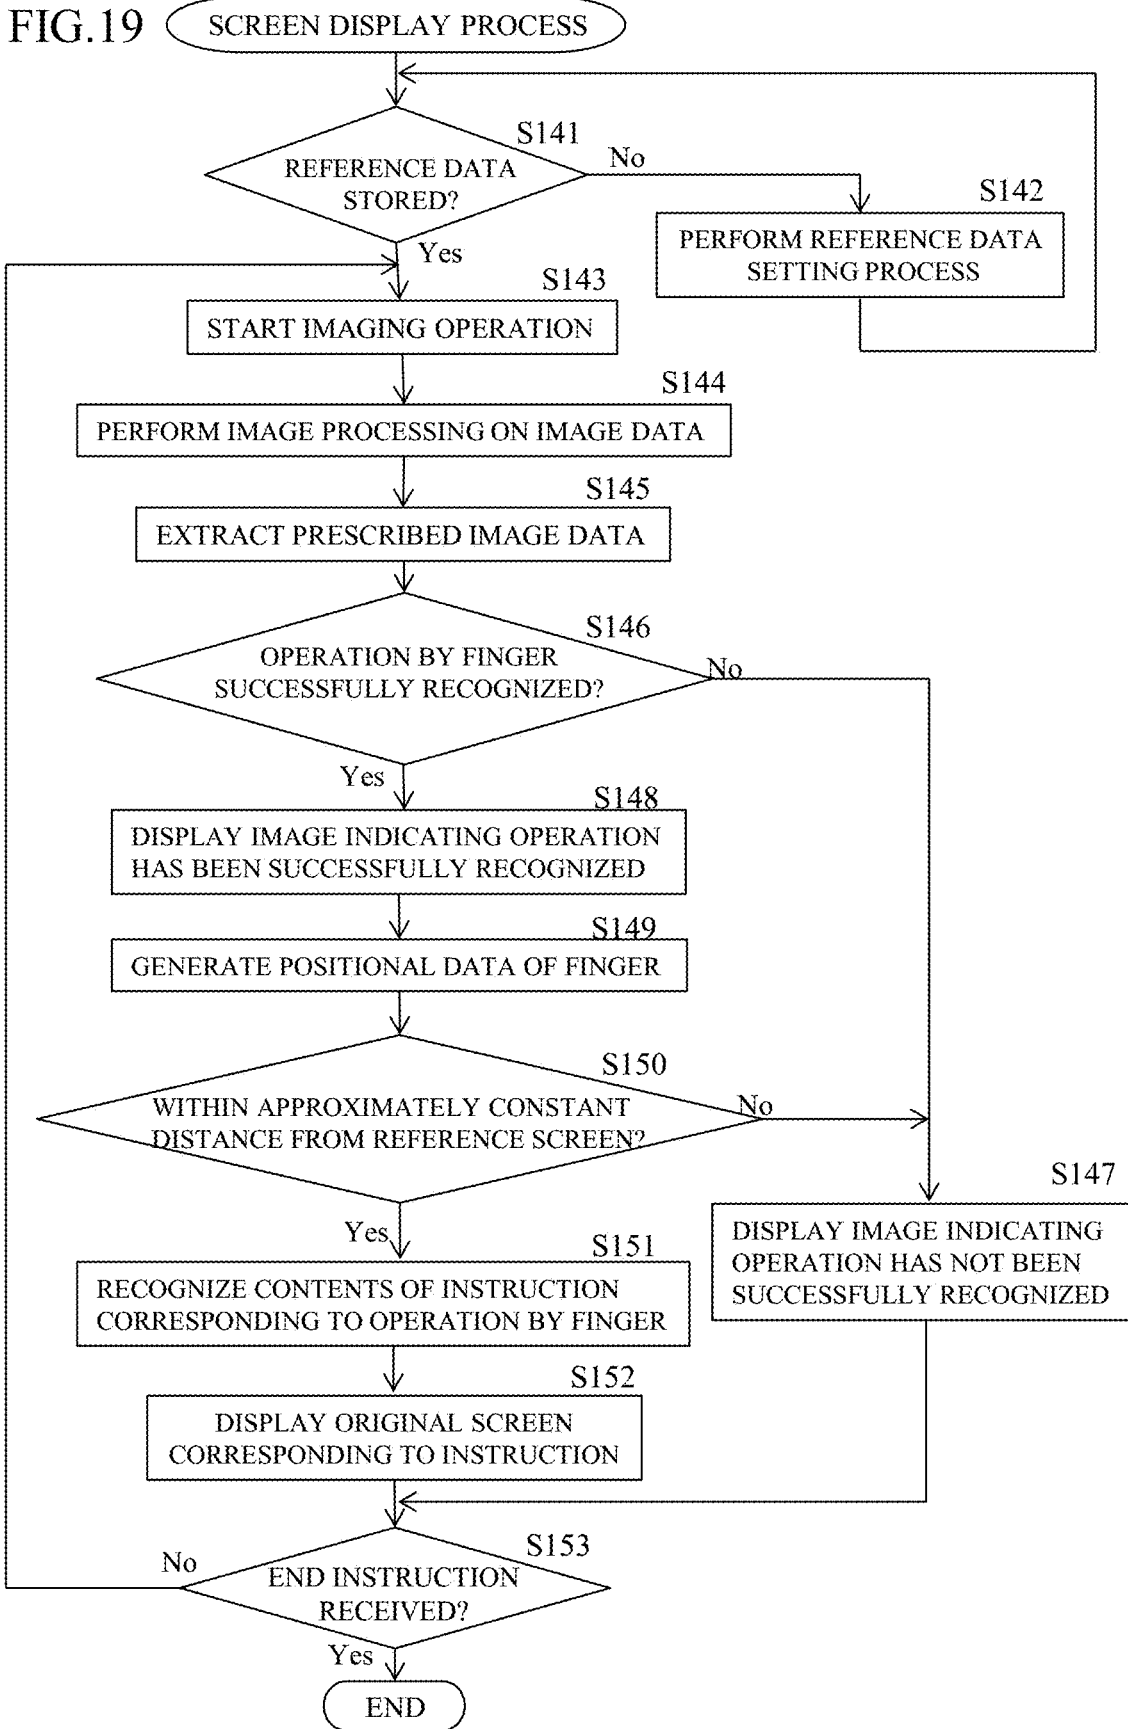 FIG.19
SCREEN DISPLAY PROCESS
S141
REFERENCE DATA
STORED?
No
Yes
S142
PERFORM REFERENCE DATA
SETTING PROCESS
S143
START IMAGING OPERATION
S144
PERFORM IMAGE PROCESSING ON IMAGE DATA
S145
EXTRACT PRESCRIBED IMAGE DATA
S146
OPERATION BY FINGER
SUCCESSFULLY RECOGNIZED?
No
Yes
S148
DISPLAY IMAGE INDICATING OPERATION
HAS BEEN SUCCESSFULLY RECOGNIZED
S149
GENERATE POSITIONAL DATA OF FINGER
S150
WITHIN APPROXIMATELY CONSTANT
DISTANCE FROM REFERENCE SCREEN?
No
Yes
S147
DISPLAY IMAGE INDICATING
OPERATION HAS NOT BEEN
SUCCESSFULLY RECOGNIZED
S151
RECOGNIZE CONTENTS OF INSTRUCTION
CORRESPONDING TO OPERATION BY FINGER
S152
DISPLAY ORIGINAL SCREEN
CORRESPONDING TO INSTRUCTION
S153
No
END INSTRUCTION
RECEIVED?
Yes
END